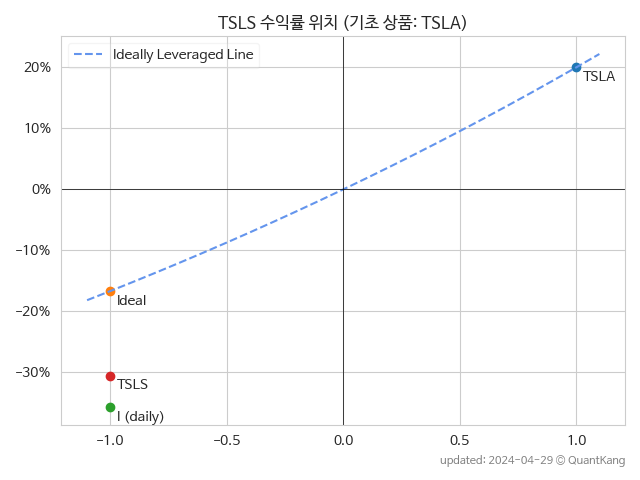 TSLS 수익률 위치 (기초 상품: TSLA)
Ideally Leveraged Line
20%
10%
0%
−10%
−20%
−30%
TSLA
Ideal
TSLS
I (daily)
−1.0
−0.5
0.0
0.5
1.0
updated: 2024-04-29 © QuantKang